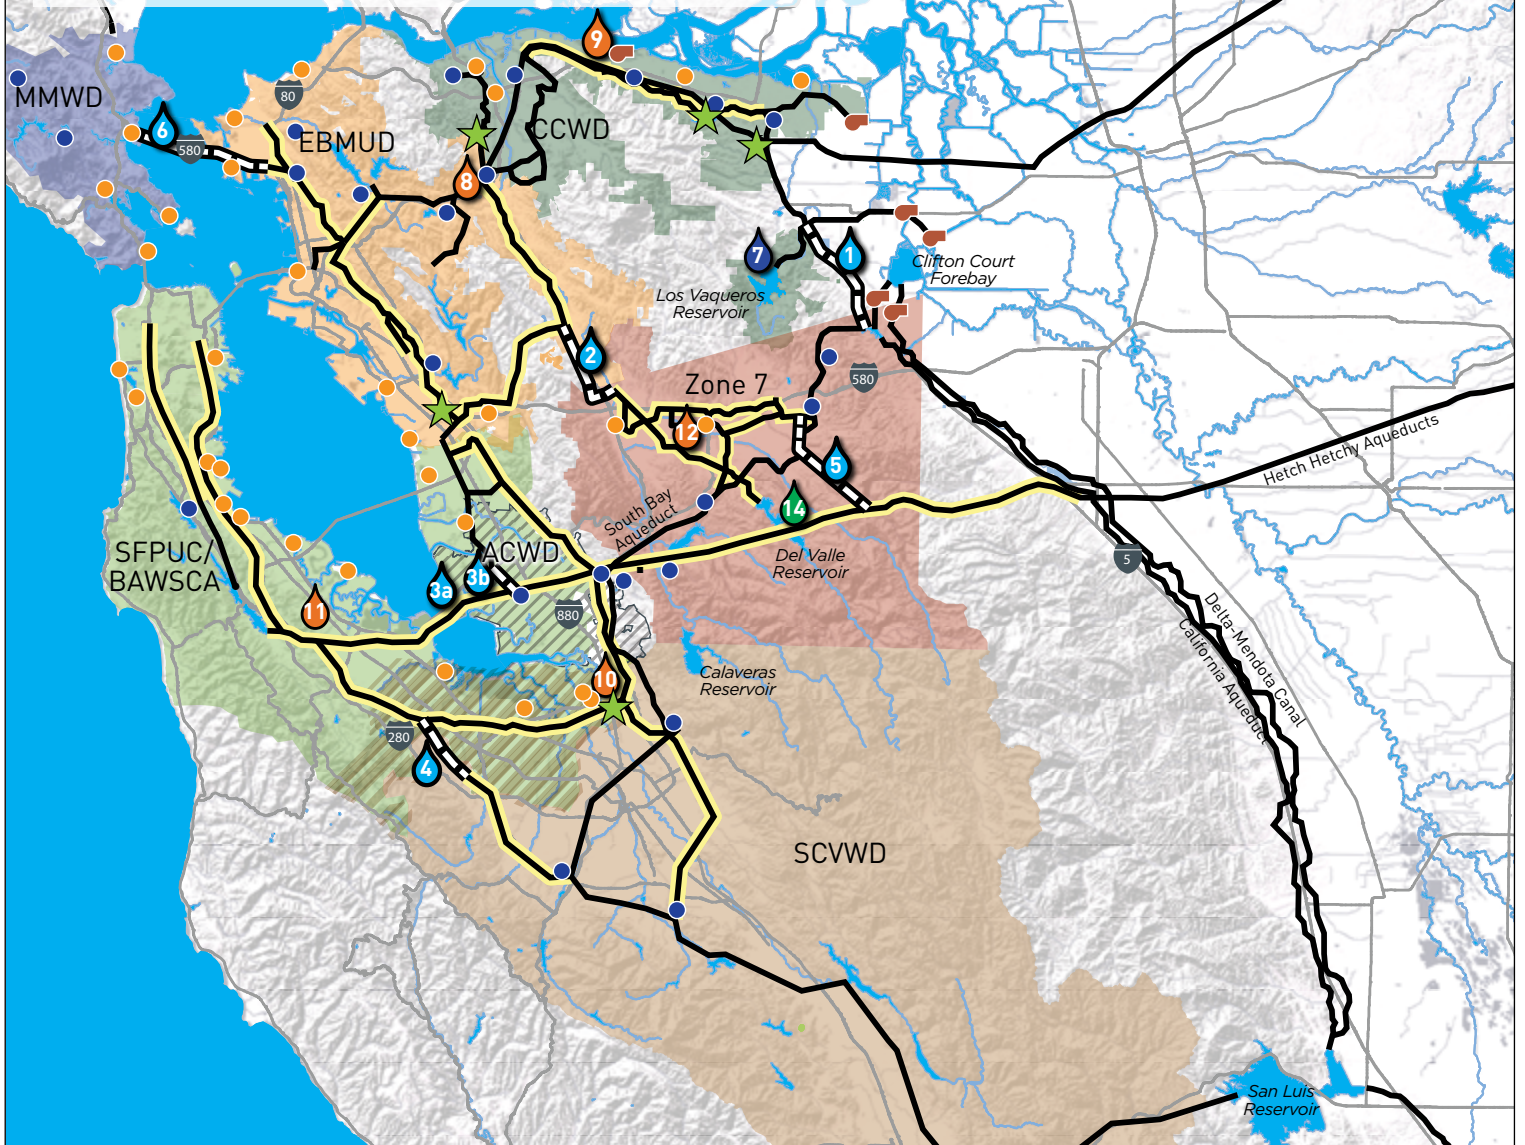 9
MMWD
80
6
580
EBMUD
CCWD
8
7
1
Clifton Court
Forebay
Los Vaqueros
Reservoir
2
Zone 7
580
12
Hetch Hetchy Aqueducts
5
14
South Bay
Aqueduct
SFPUC/
BAWSCA
ACWD
3a
3b
Del Valle
Reservoir
5
11
880
Delta-Mendota Canal
California Aqueduct
10
Calaveras
Reservoir
280
4
SCVWD
San Luis
Reservoir